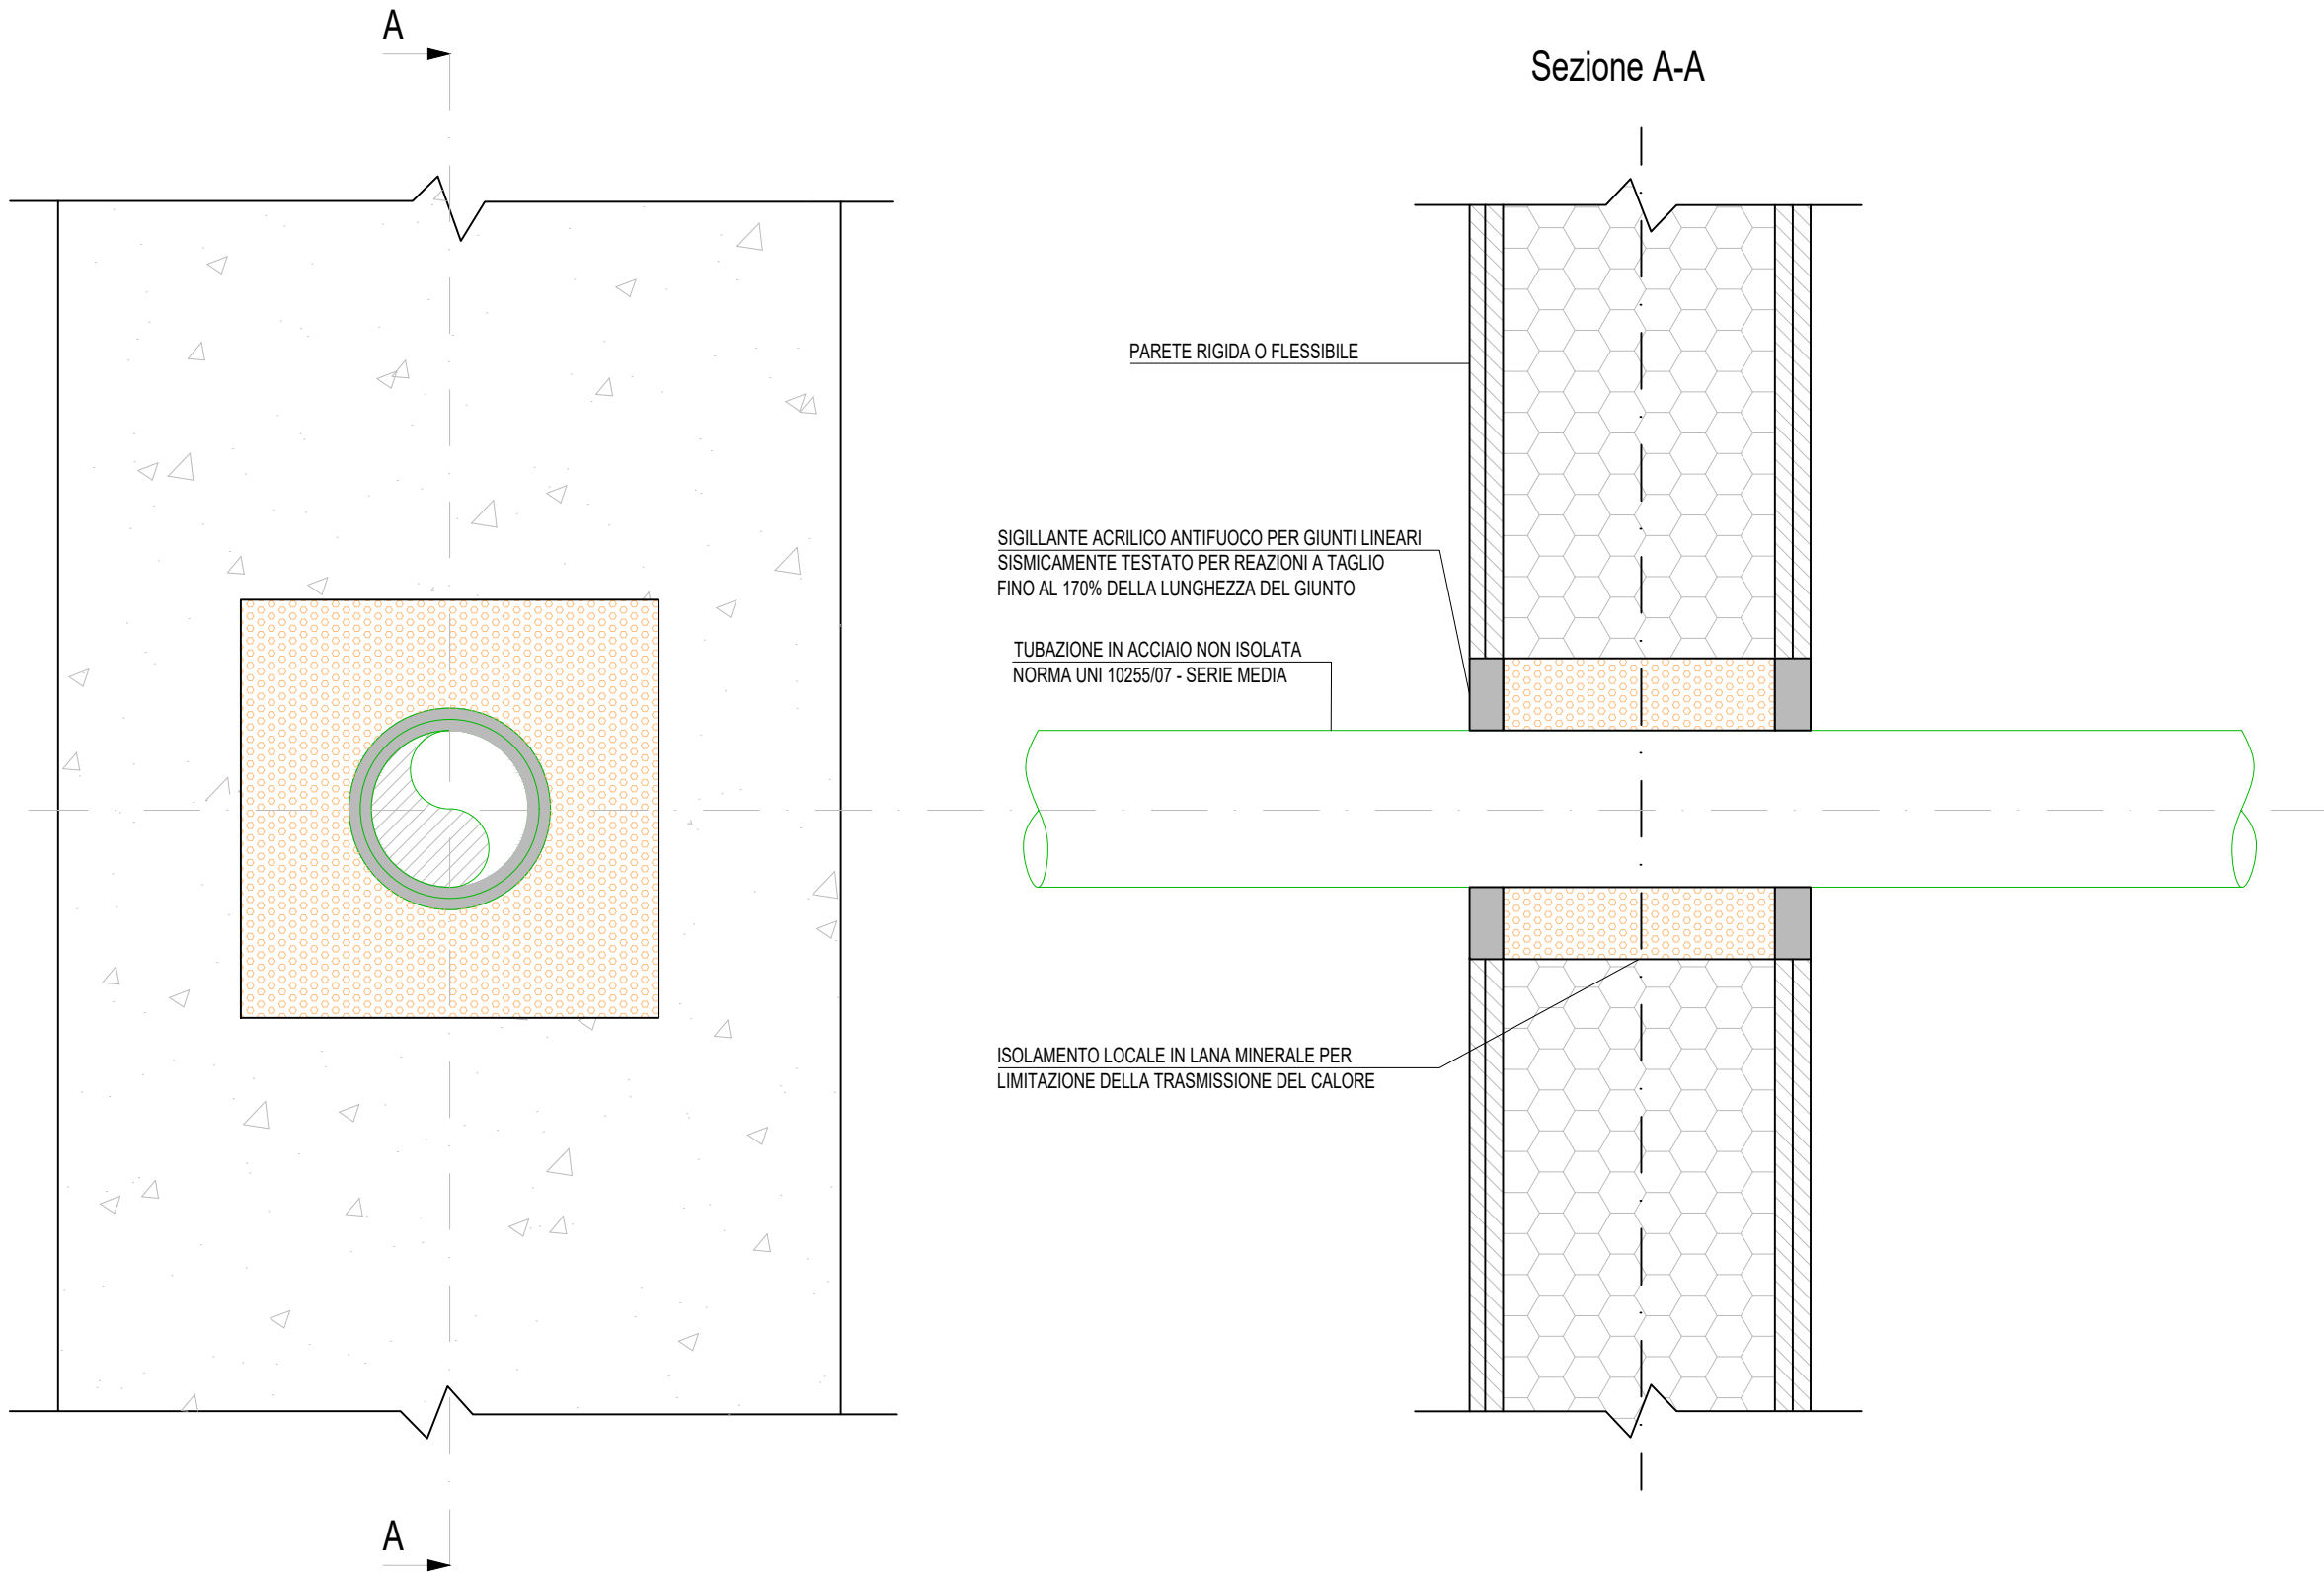 A
Sezione A-A
PARETE RIGIDA O FLESSIBILE
SIGILLANTE ACRILICO ANTIFUOCO PER GIUNTI LINEARI
SISMICAMENTE TESTATO PER REAZIONI A TAGLIO
FINO AL 170% DELLA LUNGHEZZA DEL GIUNTO
TUBAZIONE IN ACCIAIO NON ISOLATA
NORMA UNI 10255/07 - SERIE MEDIA
ISOLAMENTO LOCALE IN LANA MINERALE PER
LIMITAZIONE DELLA TRASMISSIONE DEL CALORE
A